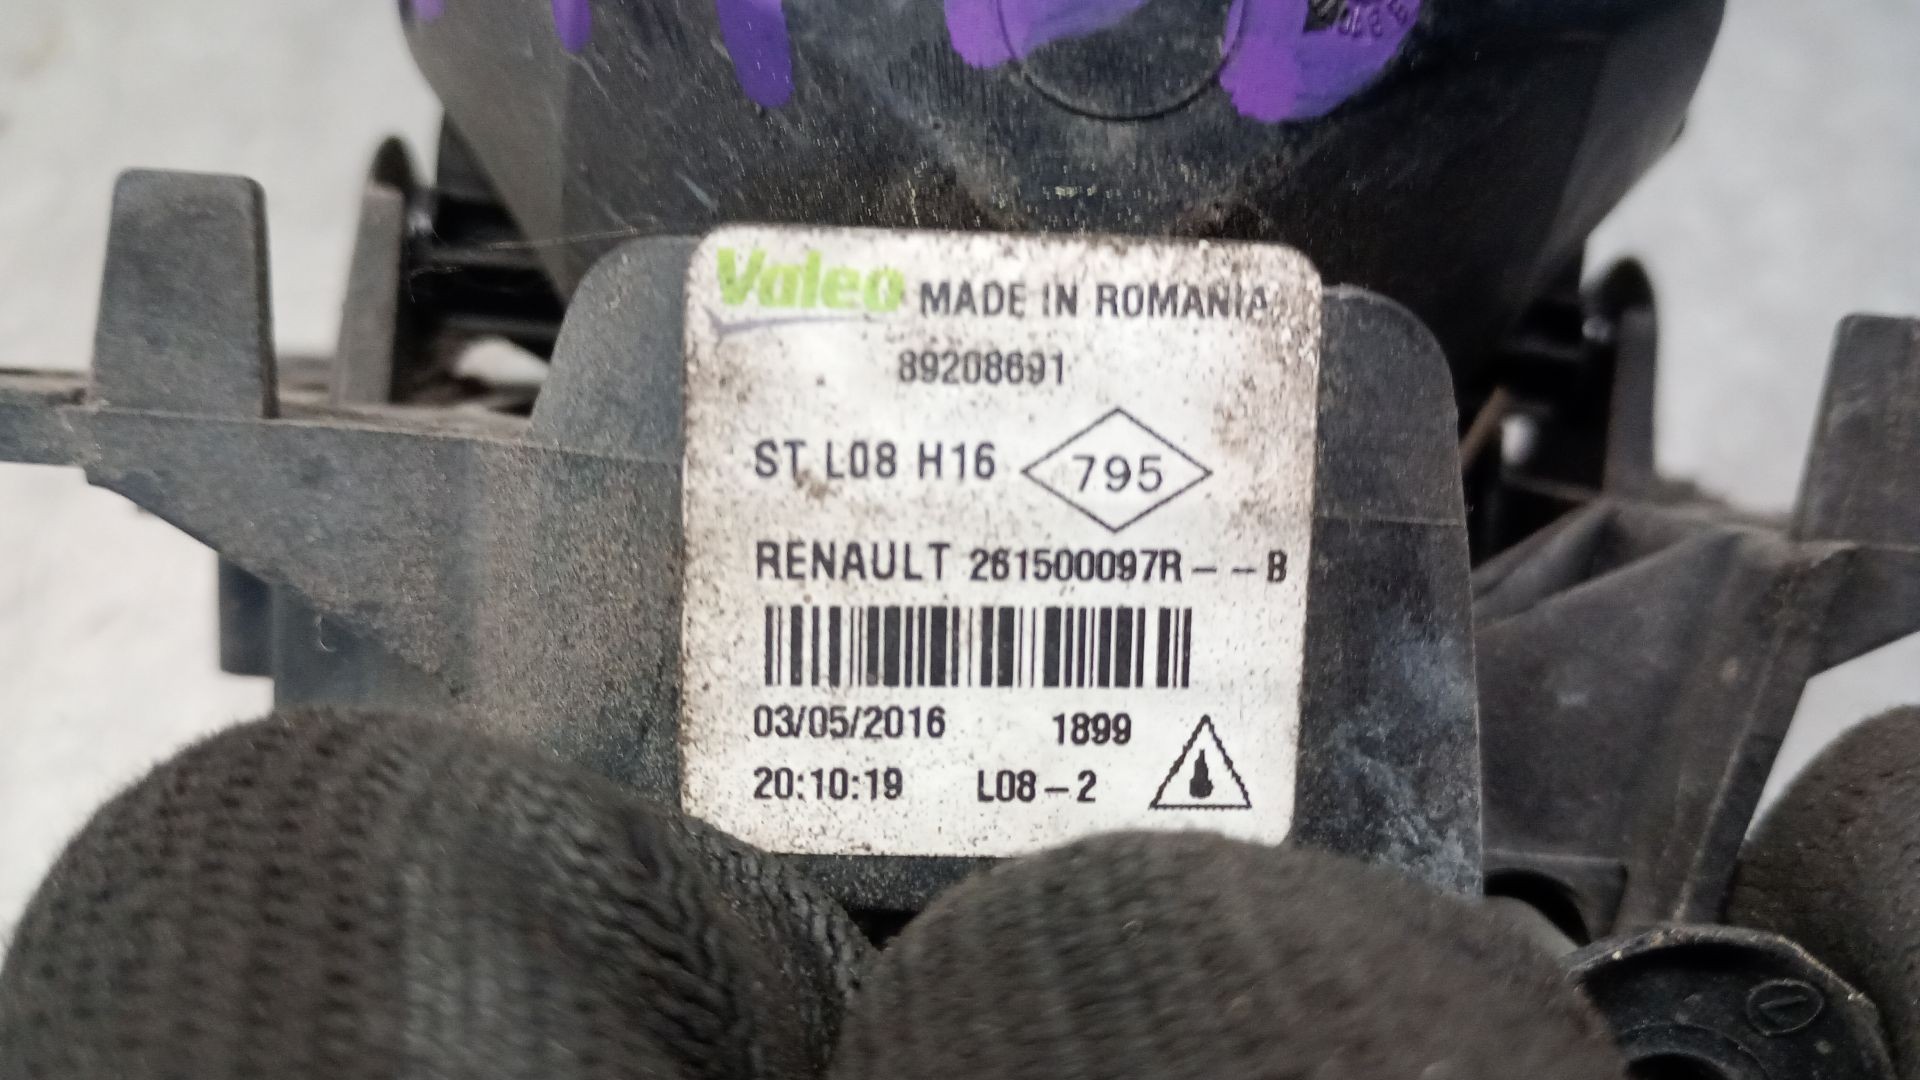 Valeo MADE IN ROMANIA
89208691
ST L08 H16 795
RENAULT 261500097R--B
03/05/2016 1899
20:10:19 L08-2